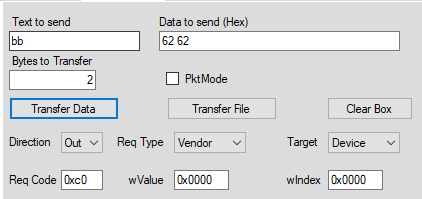 Text to send Data to send (Hex)
bb 62 62
Bytes to Transfer
2 PktMode
Transfer Data Transfer File Clear Box
Direction Out Req Type Vendor Target Device
Req Code 0xc0 wValue 0x0000 wIndex 0x0000